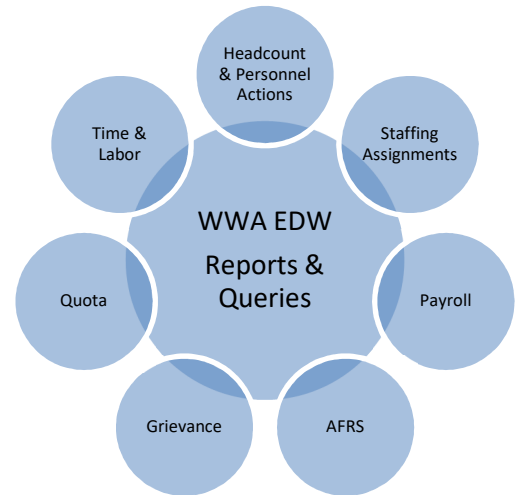 Headcount
& Personnel
Actions
Time &
Labor
Staffing
Assignments
WWA EDW
Reports &
Queries
Quota
Payroll
Grievance
AFRS